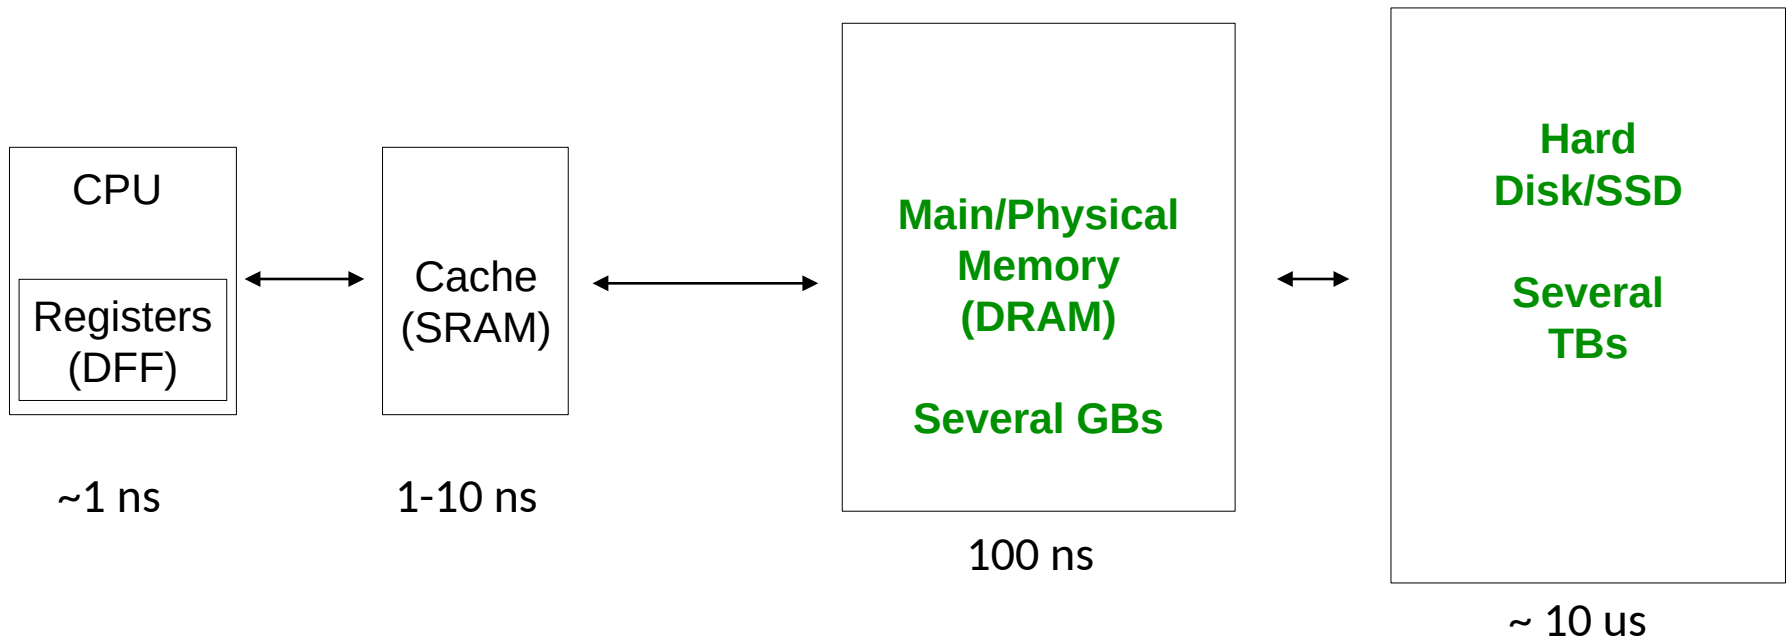 CPU
Registers
(DFF)
~1 ns
Cache
(SRAM)
1-10 ns
Main/Physical
Memory
(DRAM)
Several GBs
100 ns
Hard
Disk/SSD
Several
TBs
~ 10 us